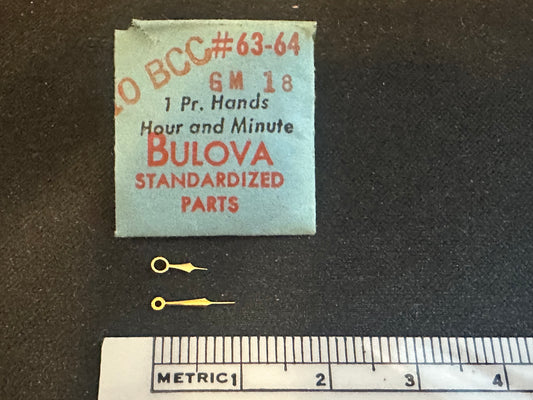 10 BCC #63-64
GM 18
1 Pr. Hands
Hour and Minute
BULOVA
STANDARDIZED
PARTS
METRIC 1 2 3 4